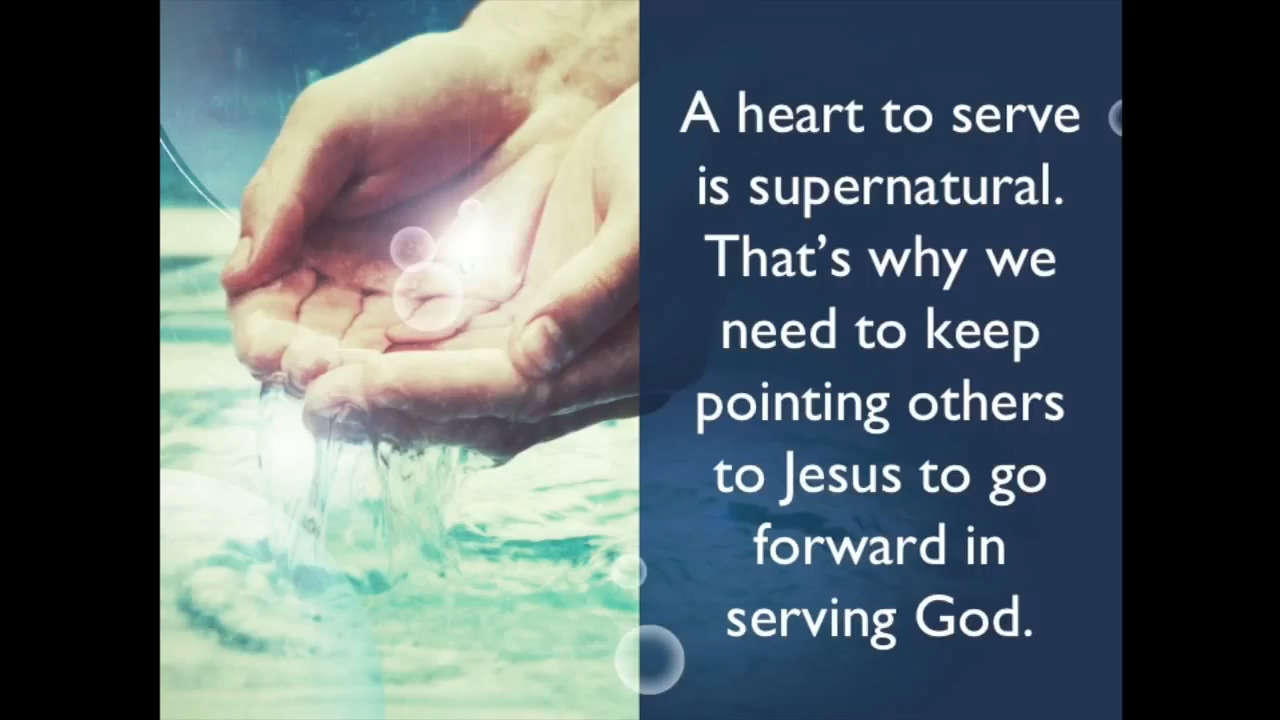 A heart to serve
is supernatural.
That’s why we
need to keep
pointing others
to Jesus to go
forward in
serving God.